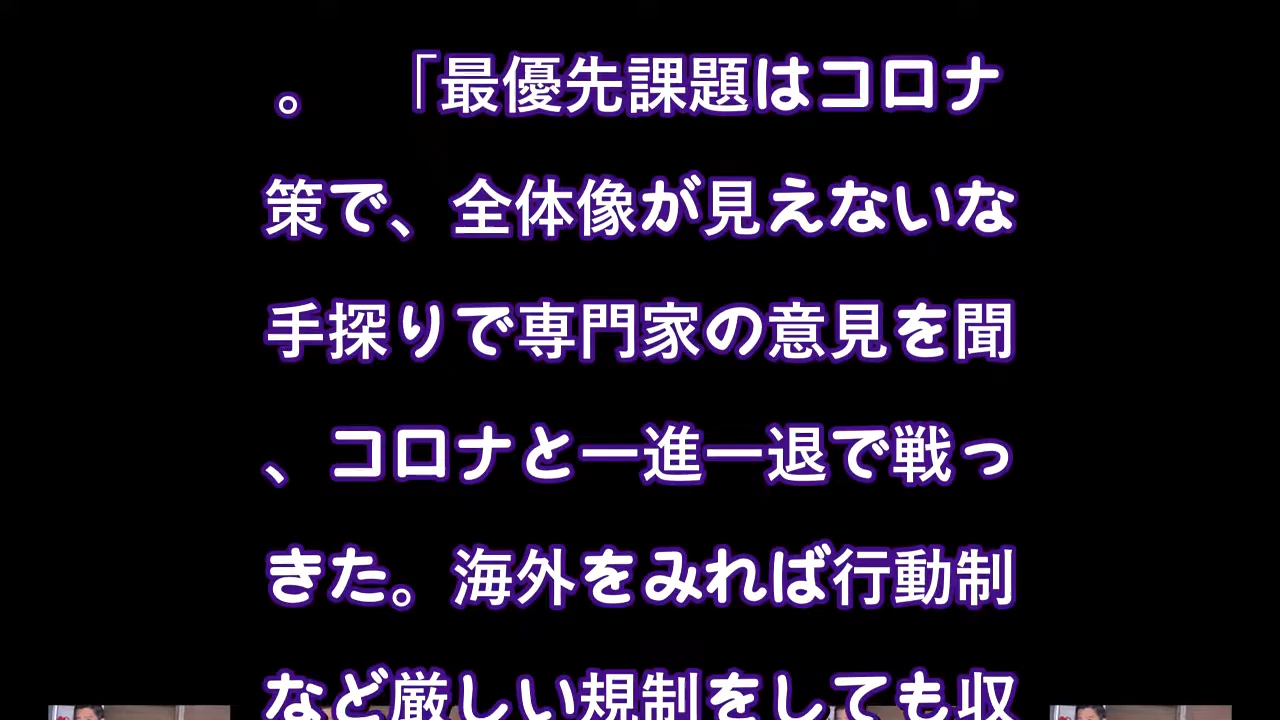 。　「最優先課題はコロナ
策で、全体像が見えないな
手探りで専門家の意見を聞
、コロナと一進一退で戦っ
きた。海外をみれば行動制
など厳しい規制をしても収